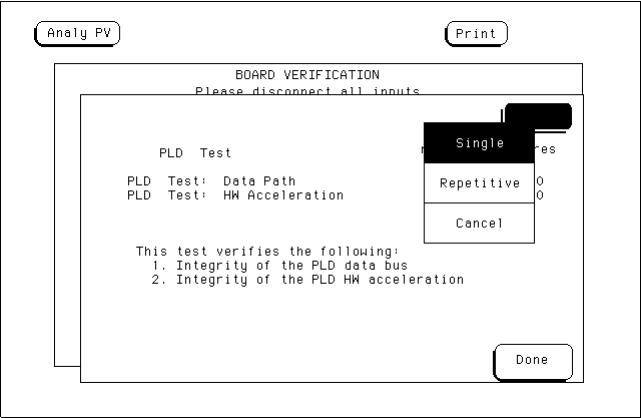 Analy PV
Print
BOARD VERIFICATION
Please disconnect all inputs
PLD Test
Single
PLD Test: Data Path
PLD Test: HW Acceleration
0
0
Repetitive
Cancel
This test verifies the following:
1. Integrity of the PLD data bus
2. Integrity of the PLD HW acceleration
Done